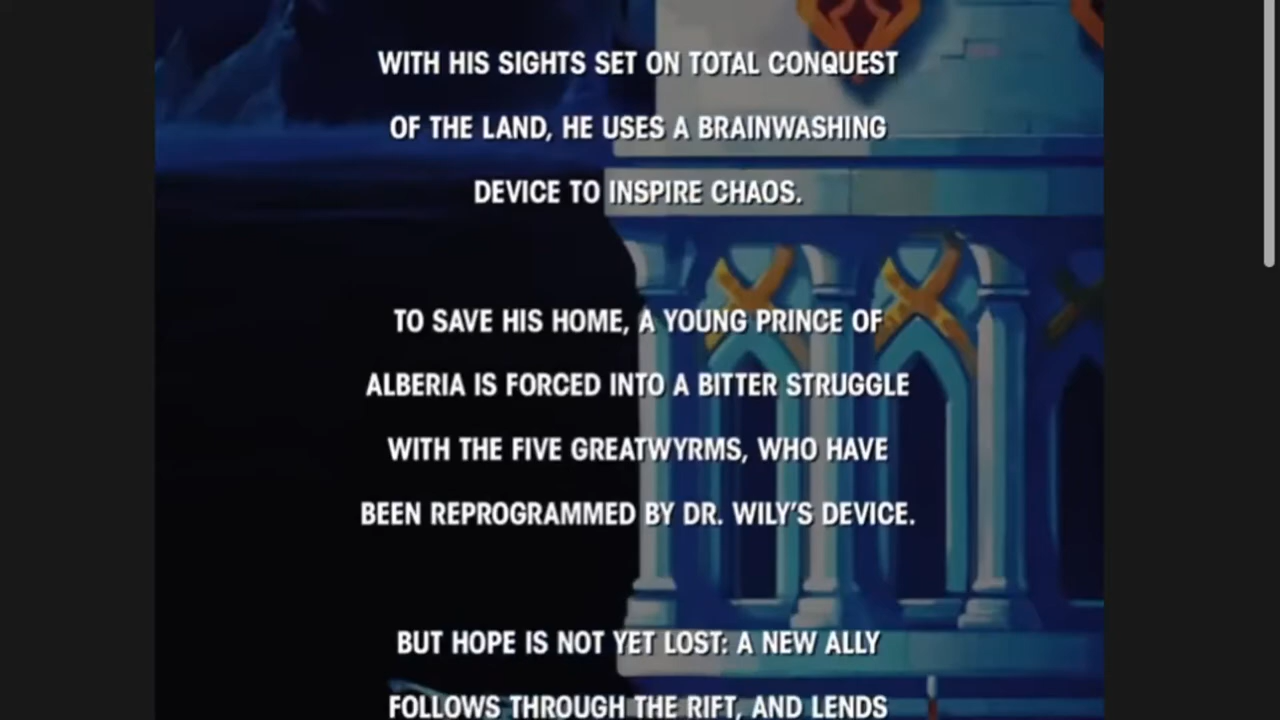 WITH HIS SIGHTS SET ON TOTAL CONQUEST
OF THE LAND, HE USES A BRAINWASHING
DEVICE TO INSPIRE CHAOS.
TO SAVE HIS HOME, A YOUNG PRINCE OF
ALBERIA IS FORCED INTO A BITTER STRUGGLE
WITH THE FIVE GREATWYRMS, WHO HAVE
BEEN REPROGRAMMED BY DR. WILY'S DEVICE.
BUT HOPE IS NOT YET LOST: A NEW ALLY
FOLLOWS THROUGH THE RIFT, AND LENDS